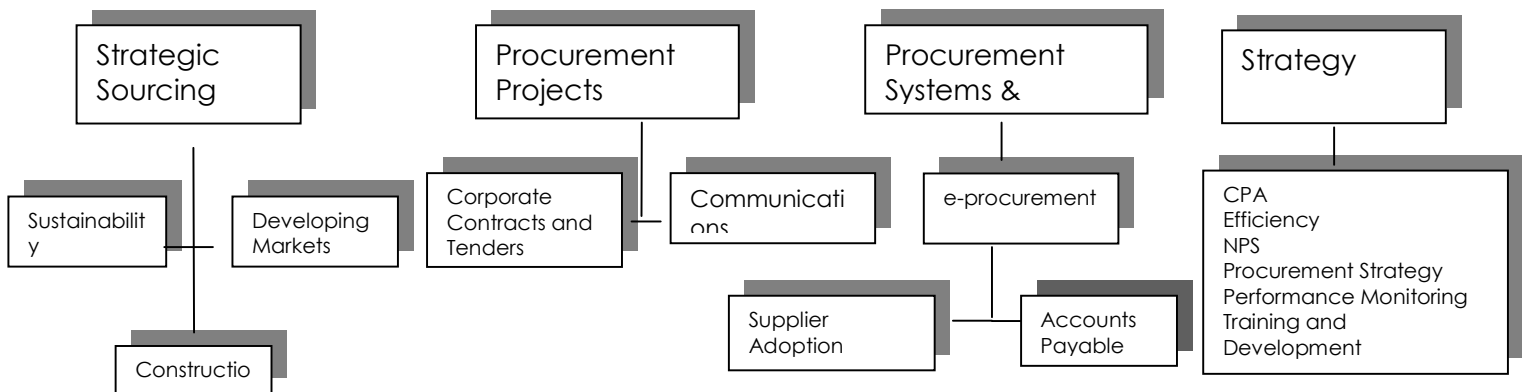 Strategic
Sourcing
Procurement
Projects
Procurement
Systems &
Strategy
Sustainabilit
y
Developing
Markets
Corporate
Contracts and
Tenders
Communicati
ons
e-procurement
CPA
Efficiency
NPS
Procurement Strategy
Performance Monitoring
Training and
Development
Supplier
Adoption
Accounts
Payable
Constructio